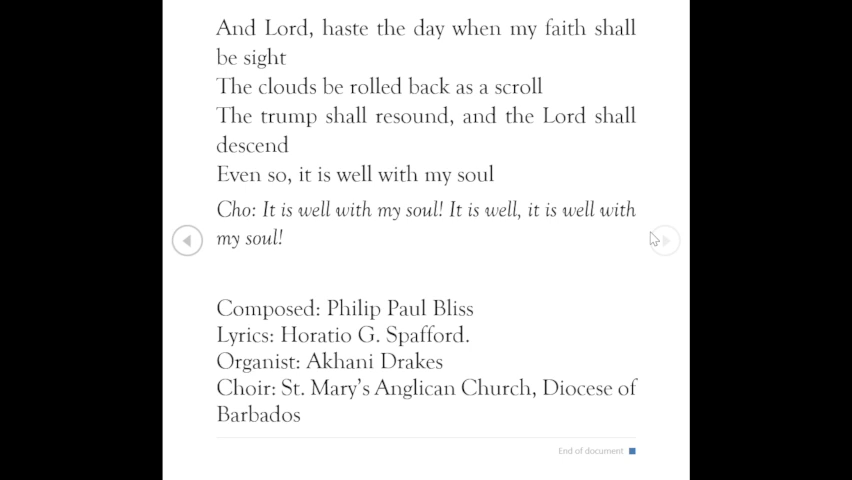 And Lord, haste the day when my faith shall
be sight
The clouds be rolled back as a scroll
The trump shall resound, and the Lord shall
descend
Even so, it is well with my soul
Cho: It is well with my soul! It is well, it is well with
my soul!
Composed: Philip Paul Bliss
Lyrics: Horatio G. Spafford.
Organist: Akhani Drakes
Choir: St. Mary’s Anglican Church, Diocese of
Barbados
End of document